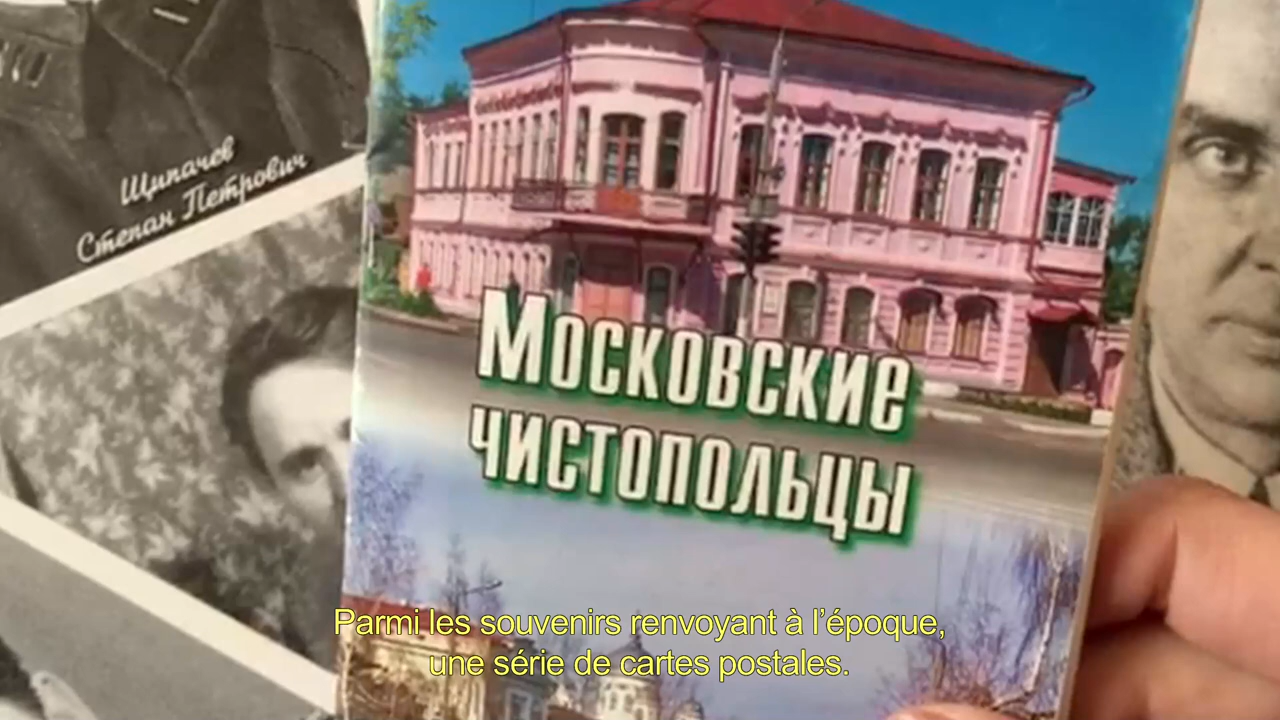 Щипачев
Степан Петрович
Московские
чистопольцы
Parmi les souvenirs renvoyant à l’époque,
une série de cartes postales.